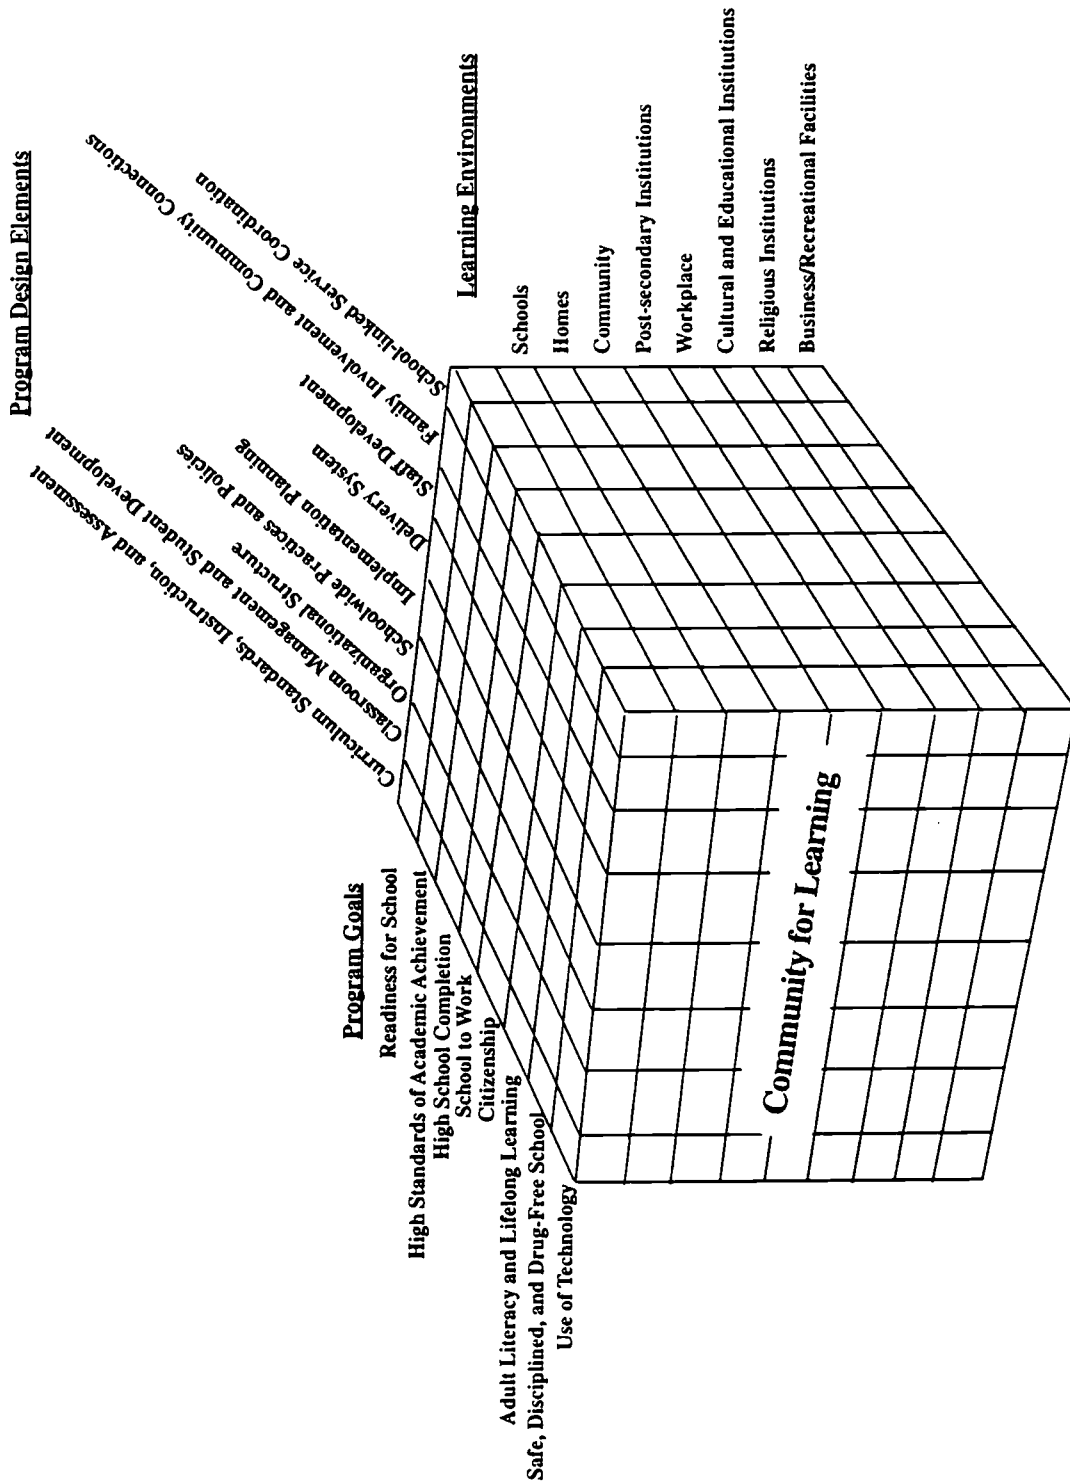 Program Design Elements
Curriculum Standards, Instruction, and Assessment
Classroom Management and Student Development
Organizational Structure
Schoolwide Practices and Policies
Implementation Planning
Delivery System
Staff Development
Family Involvement and Community Connections
School-linked Service Coordination
Program Goals
Readiness for School
High Standards of Academic Achievement
High School Completion
School to Work
Citizenship
Adult Literacy and Lifelong Learning
Safe, Disciplined, and Drug-Free School
Use of Technology
Learning Environments
Schools
Homes
Community
Post-secondary Institutions
Workplace
Cultural and Educational Institutions
Religious Institutions
Business/Recreational Facilities
Community for Learning